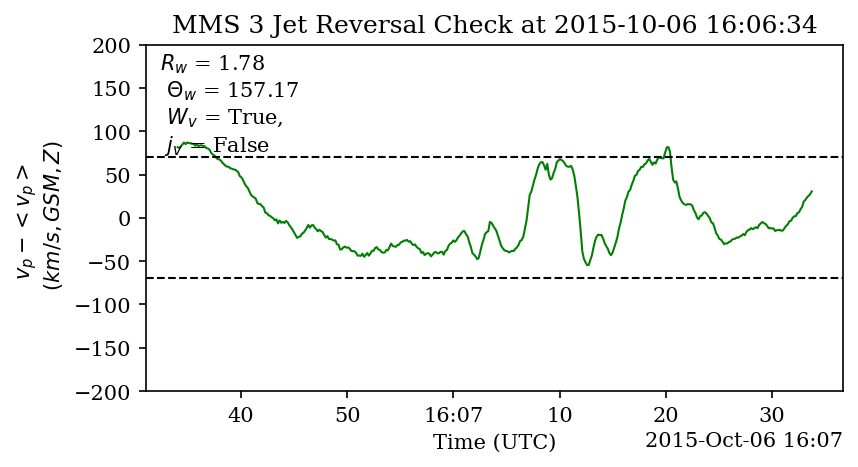 MMS 3 Jet Reversal Check at 2015-10-06 16:06:34
200
150
100
50
0
−50
−100
−150
−200
v_p − < v_p >
(km/s, GSM, Z)
R_w = 1.78
Θ_w = 157.17
W_v = True,
j_v = False
40 50 16:07 10 20 30
Time (UTC)
2015-Oct-06 16:07